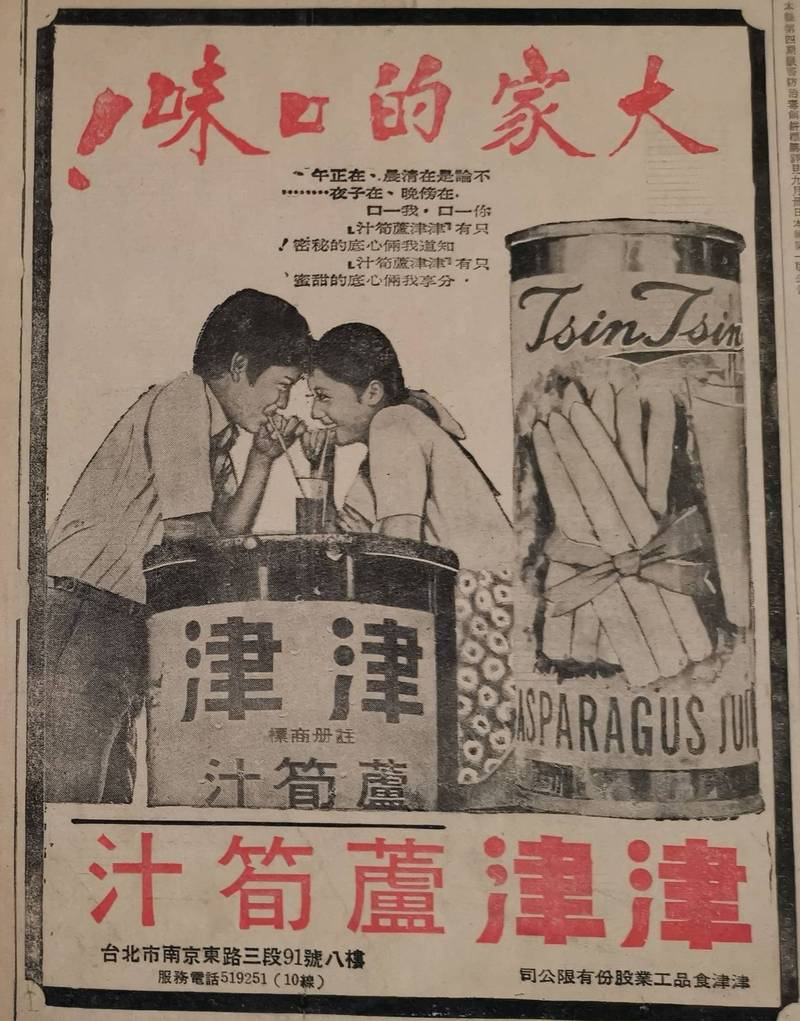 大家的口味！
不論是在清晨、在正午、
在傍晚、在子夜………
你一口・我一口
只有『津津蘆筍汁』
知道我倆心底的秘密！
只有『津津蘆筍汁』
分享我倆心底的甜蜜、
Tsin Tsin
ASPARAGUS JUI
津津
註册商標
蘆筍汁
津津蘆筍汁
台北市南京東路三段91號八樓
服務電話519251（10線）
津津食品工業股份有限公司